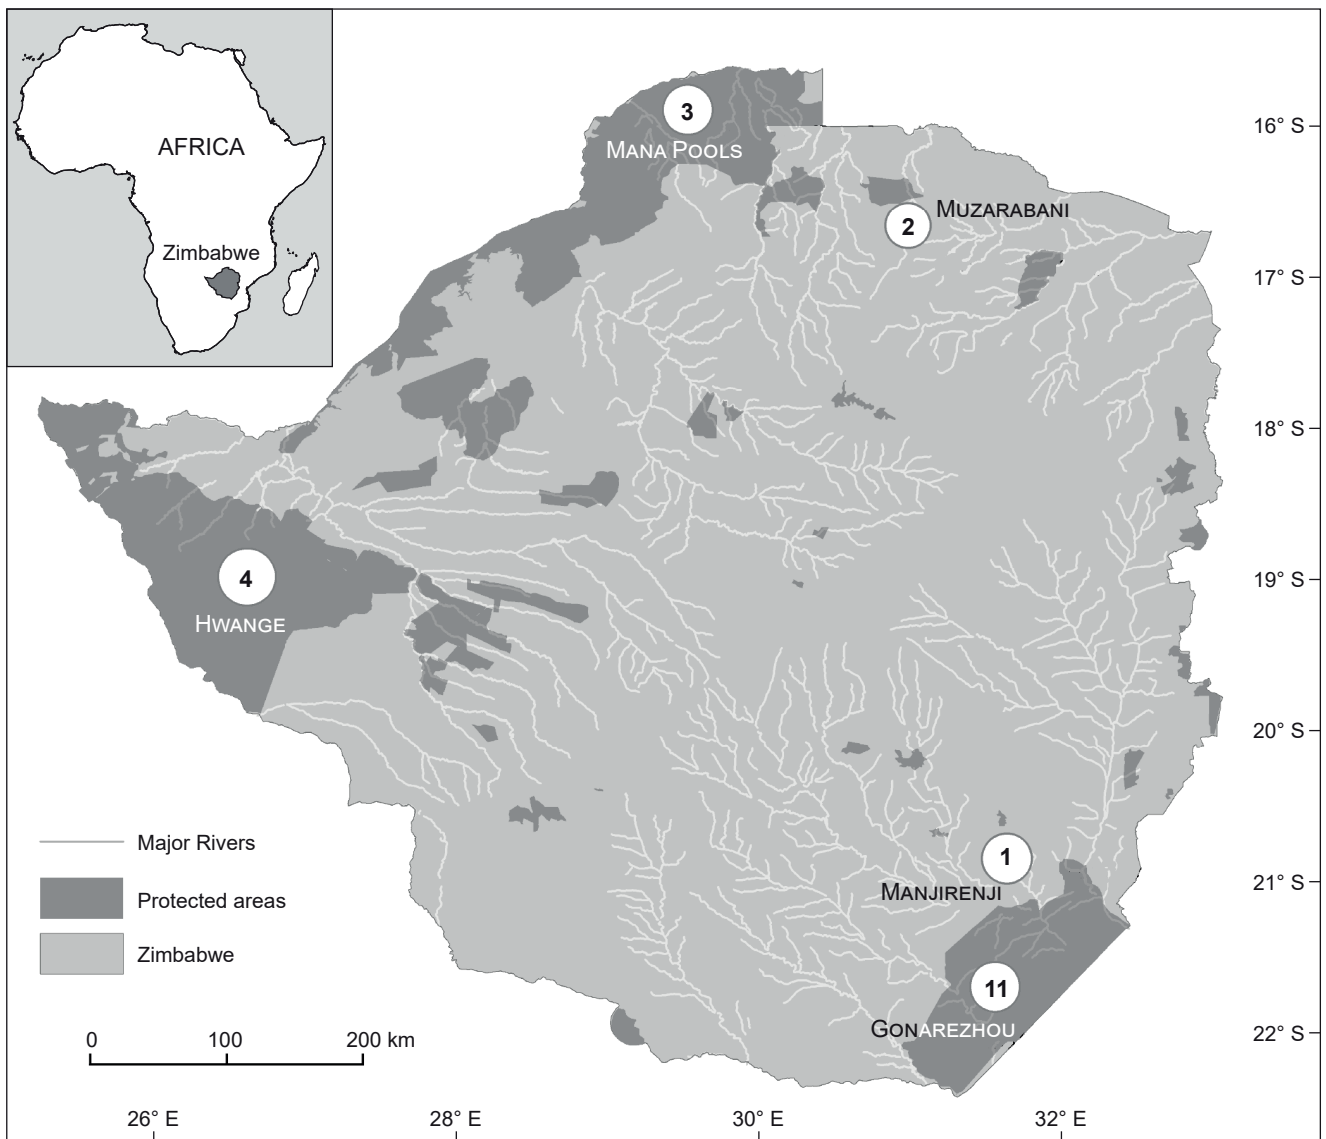 AFRICA
Zimbabwe
3
MANA POOLS
16° S
2
MUZARABANI
17° S
18° S
4
HWANGE
19° S
20° S
1
MANJIRENJI
21° S
11
GONAREZHOU
22° S
Major Rivers
Protected areas
Zimbabwe
0 100 200 km
26° E 28° E 30° E 32° E